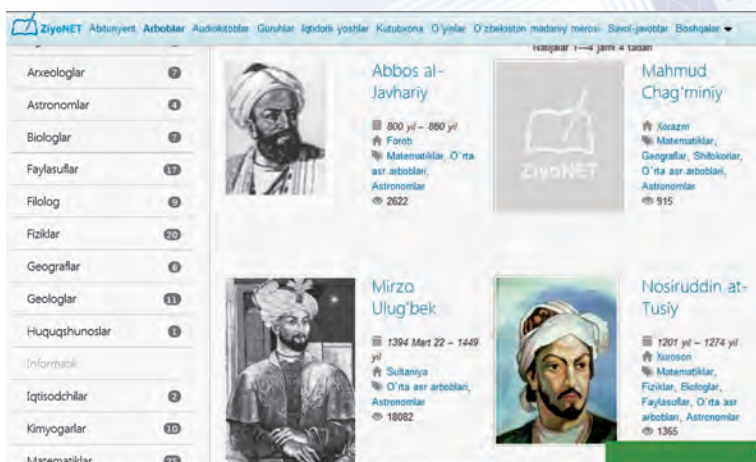 ZiyoNET Abituriyent Arboblar Audiokitoblar Guruhlar Iqtidorli yoshlar Kutubxona O'yinlar O'zbekiston madaniy merosi Savol-javoblar Boshqalar
Natijalar 1—4 jami 4 tadan
Arxeologlar 7
Astronomlar 4
Biologlar 7
Faylasuflar 17
Filolog 9
Fiziklar 20
Geograflar 6
Geologlar 11
Huquqshunoslar 1
Informatik
Iqtisodchilar 2
Kimyogarlar 10
Matematiklar 25
Abbos al-
Javhariy
800 yil – 860 yil
Forob
Matematiklar, O`rta
asr arboblari,
Astronomlar
2622
ZiyoNET
Mahmud
Chag'miniy
Xorazm
Matematiklar,
Geograflar, Shifokorlar,
O`rta asr arboblari,
Astronomlar
915
Mirzo
Ulug'bek
1394 Mart 22 – 1449
yil
Sultaniya
O`rta asr arboblari,
Astronomlar
18082
Nosiruddin at-
Tusiy
1201 yil – 1274 yil
Xuroson
Matematiklar,
Fiziklar, Biologlar,
Faylasuflar, O`rta asr
arboblari, Astronomlar
1365